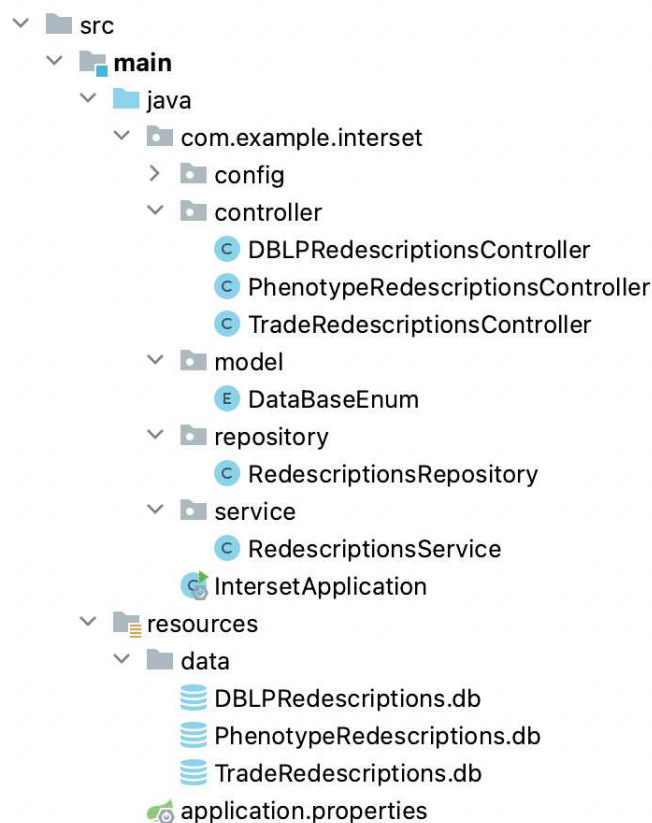 src
main
java
com.example.interset
config
controller
C DBLPRedescriptionsController
C PhenotypeRedescriptionsController
C TradeRedescriptionsController
model
E DataBaseEnum
repository
C RedescriptionsRepository
service
C RedescriptionsService
C IntersetApplication
resources
data
DBLPRedescriptions.db
PhenotypeRedescriptions.db
TradeRedescriptions.db
application.properties